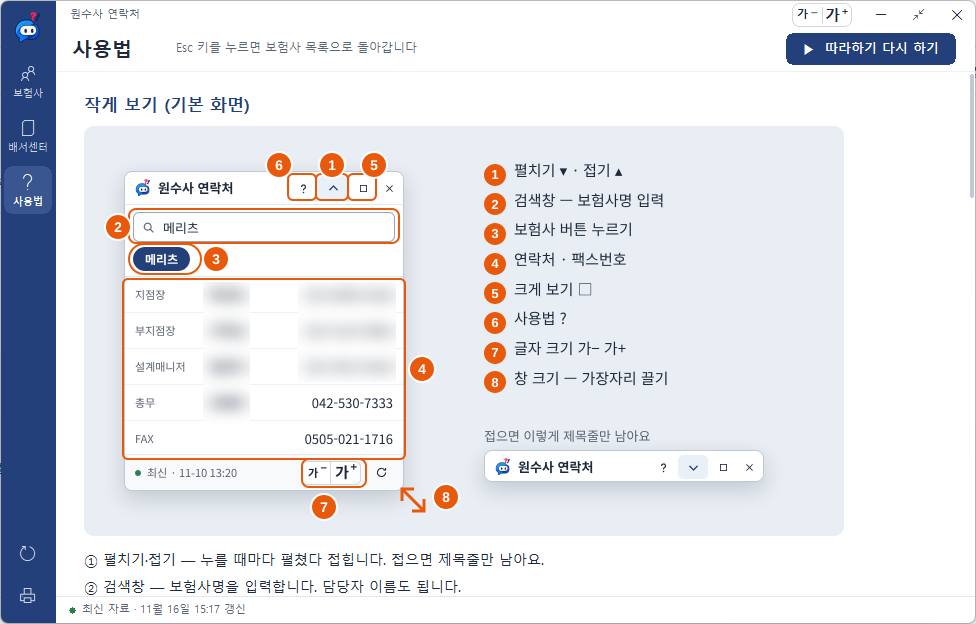 원수사 연락처
가− 가+
사용법
Esc 키를 누르면 보험사 목록으로 돌아갑니다
▶ 따라하기 다시 하기
보험사
배서센터
?
사용법
작게 보기 (기본 화면)
6 1 5
원수사 연락처 ?
2 메리츠
메리츠 3
지점장
부지점장
설계매니저
4
총무 042-530-7333
FAX 0505-021-1716
최신 · 11-10 13:20 가− 가+
7
8
1 펼치기 ▾ · 접기 ▴
2 검색창 — 보험사명 입력
3 보험사 버튼 누르기
4 연락처 · 팩스번호
5 크게 보기 □
6 사용법 ?
7 글자 크기 가− 가+
8 창 크기 — 가장자리 끌기
접으면 이렇게 제목줄만 남아요
원수사 연락처 ?
① 펼치기·접기 — 누를 때마다 펼쳤다 접힙니다. 접으면 제목줄만 남아요.
② 검색창 — 보험사명을 입력합니다. 담당자 이름도 됩니다.
최신 자료 · 11월 16일 15:17 갱신